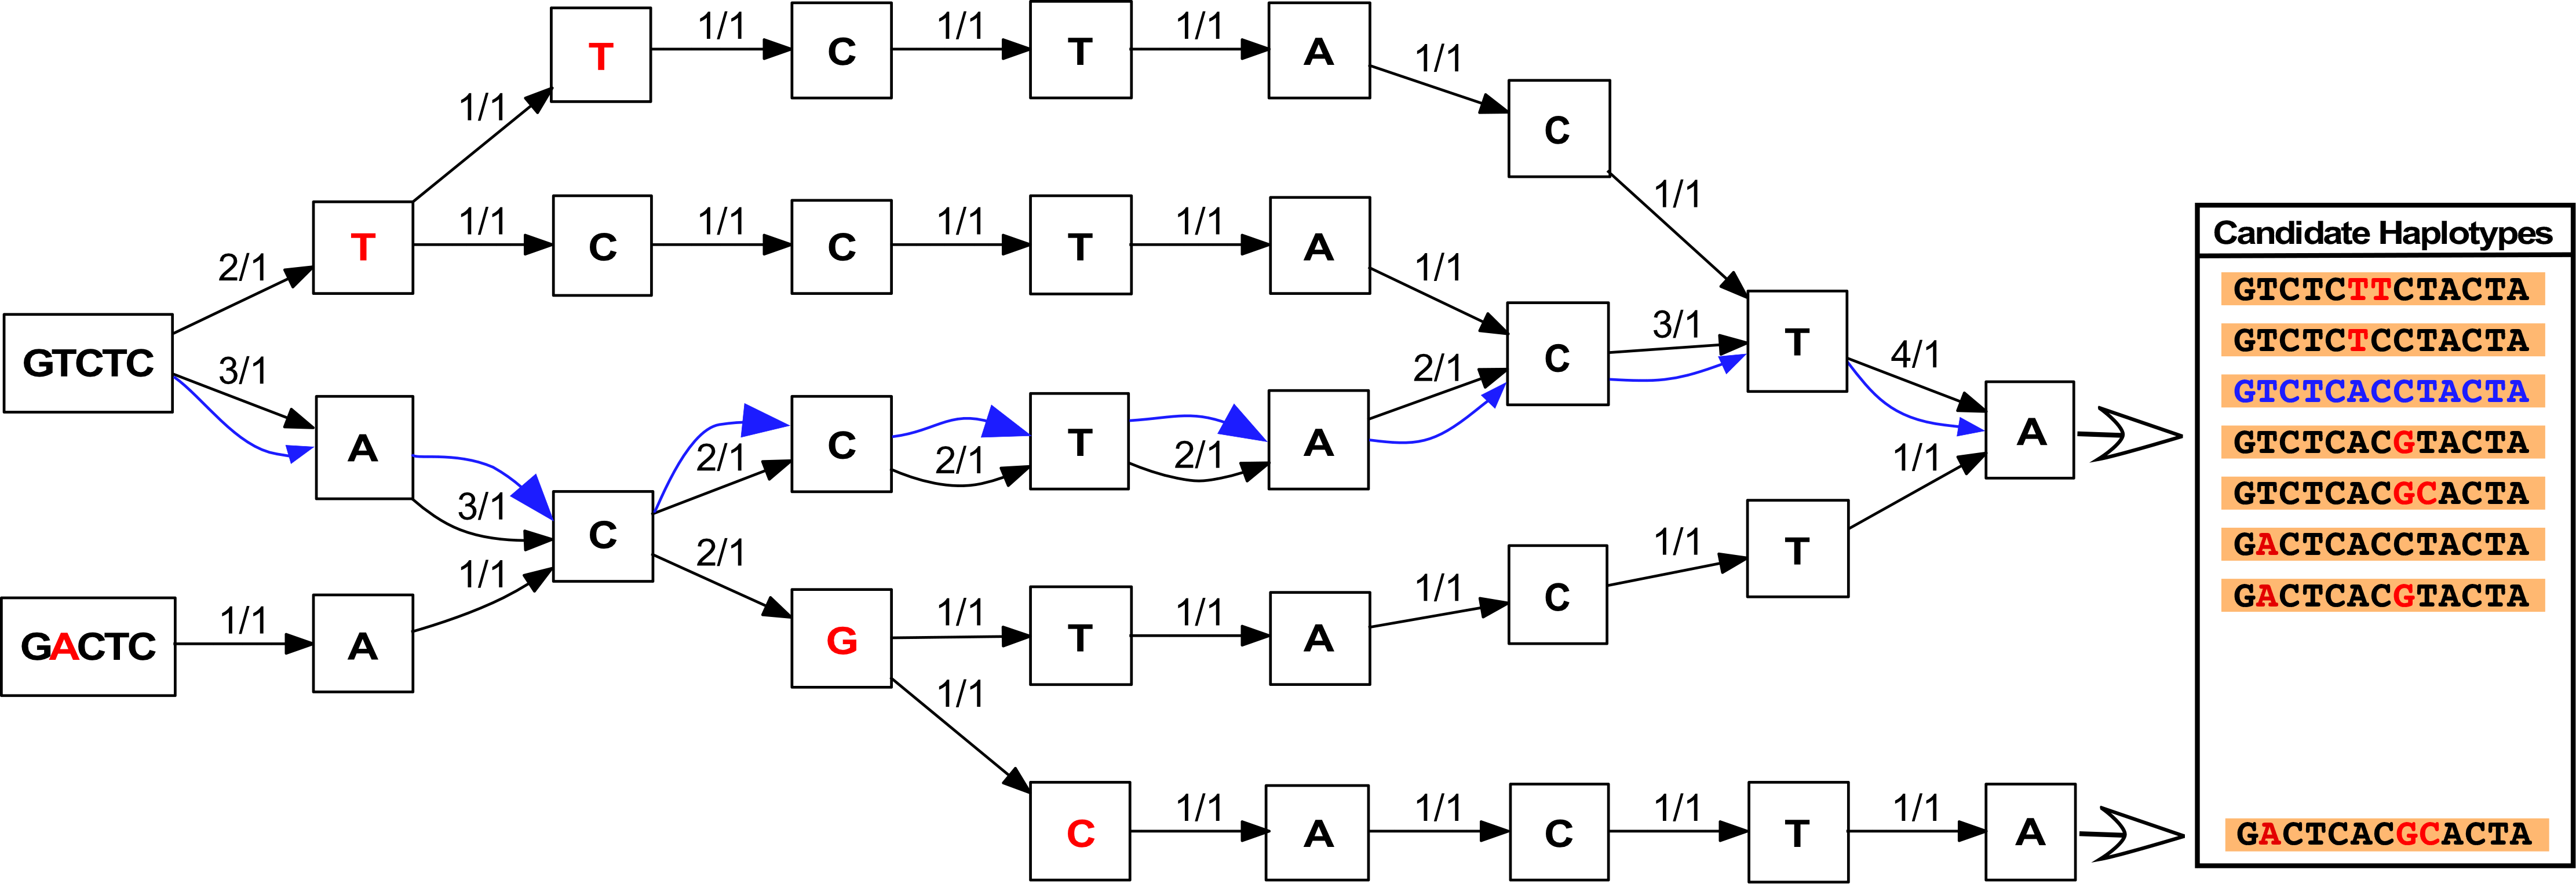 T 1/1 C 1/1 T 1/1 A 1/1
1/1 C
1/1
T 1/1 C 1/1 C 1/1 T 1/1 A 1/1
2/1
GTCTC 3/1 C 3/1 T 4/1
A 2/1 C 2/1 T 2/1 A 2/1 A
3/1 C 1/1
1/1 2/1 1/1 T
GACTC 1/1 A G 1/1 T 1/1 A 1/1 C
1/1
C 1/1 A 1/1 C 1/1 T 1/1 A
Candidate Haplotypes
GTCTCTTCTACTA
GTCTCTCCTACTA
GTCTCACCTACTA
GTCTCACGTACTA
GTCTCACGCACTA
GACTCACCTACTA
GACTCACGTACTA
GACTCACGCACTA